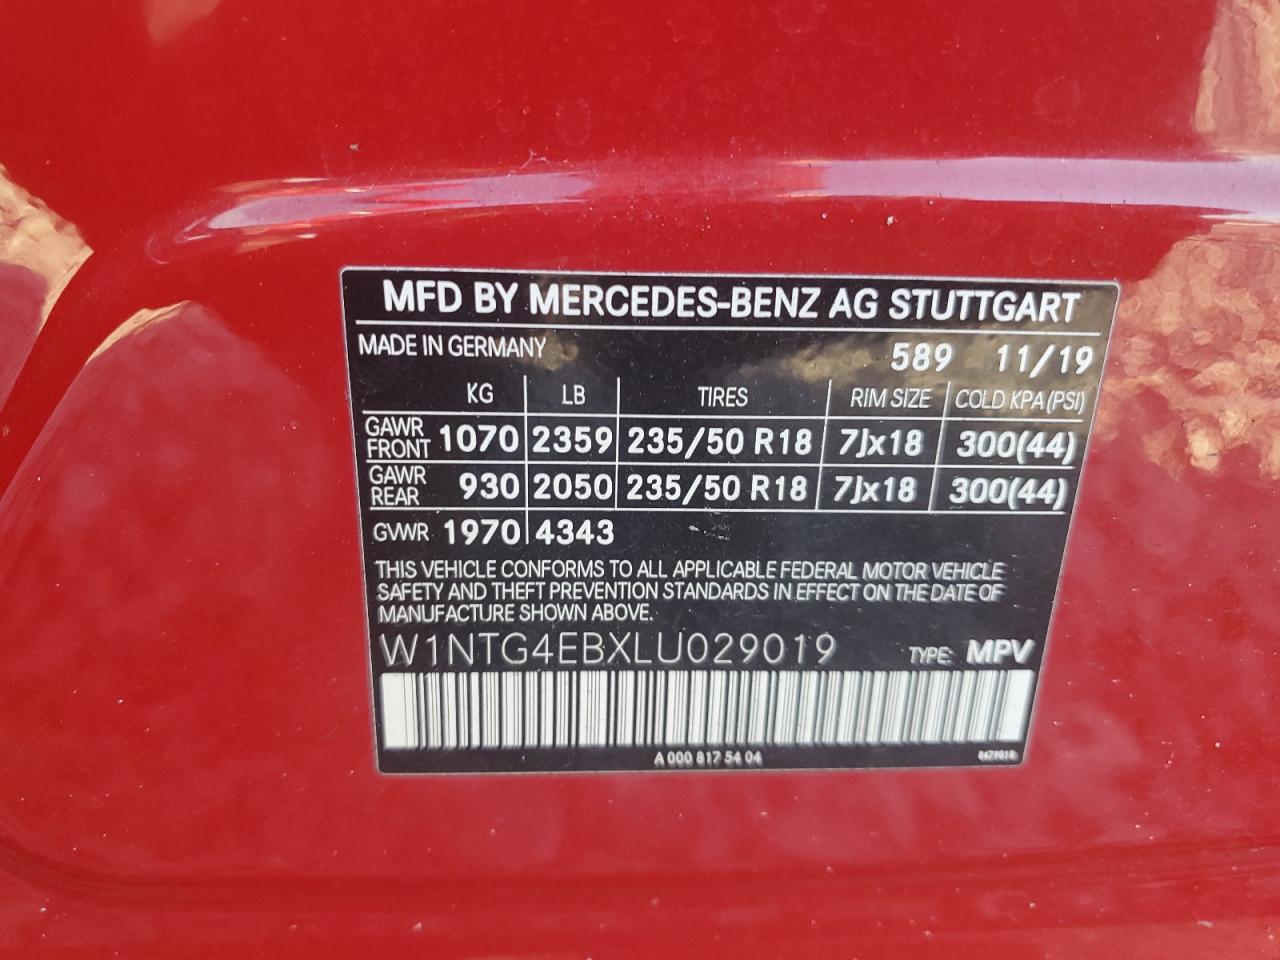 MFD BY MERCEDES-BENZ AG STUTTGART
MADE IN GERMANY 589 11/19
KG LB TIRES RIM SIZE COLD KPA (PSI)
GAWR FRONT 1070 2359 235/50 R18 7Jx18 300(44)
GAWR REAR 930 2050 235/50 R18 7Jx18 300(44)
GVWR 1970 4343
THIS VEHICLE CONFORMS TO ALL APPLICABLE FEDERAL MOTOR VEHICLE
SAFETY AND THEFT PREVENTION STANDARDS IN EFFECT ON THE DATE OF
MANUFACTURE SHOWN ABOVE.
W1NTG4EBXLU029019 TYPE: MPV
A 000 817 54 04